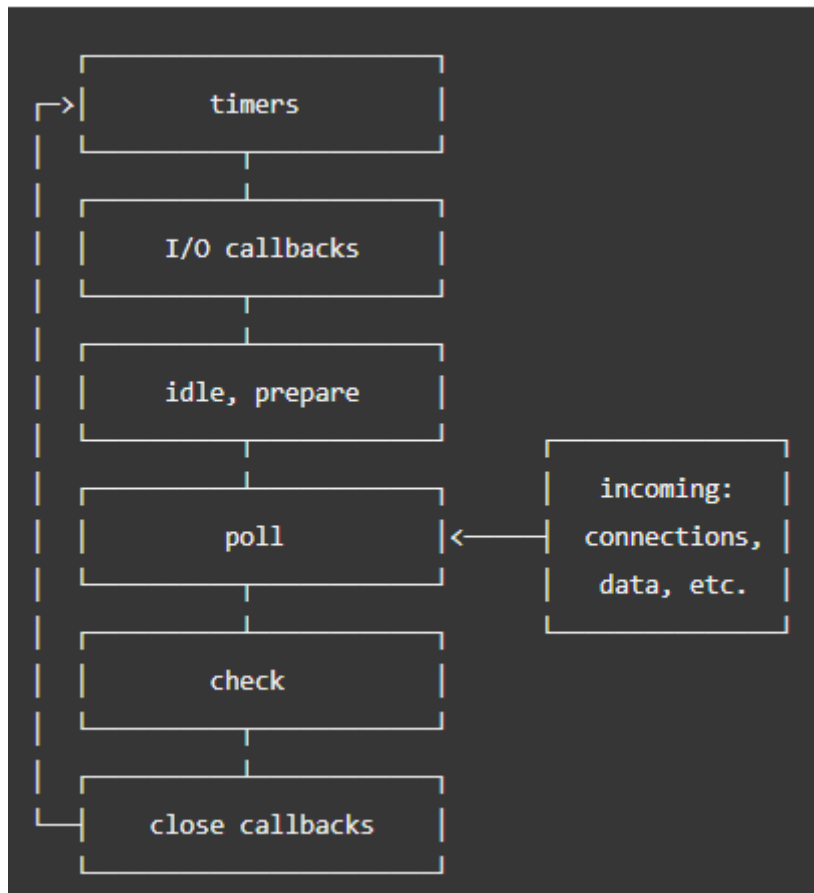 timers
I/O callbacks
idle, prepare
poll
incoming:
connections,
data, etc.
check
close callbacks